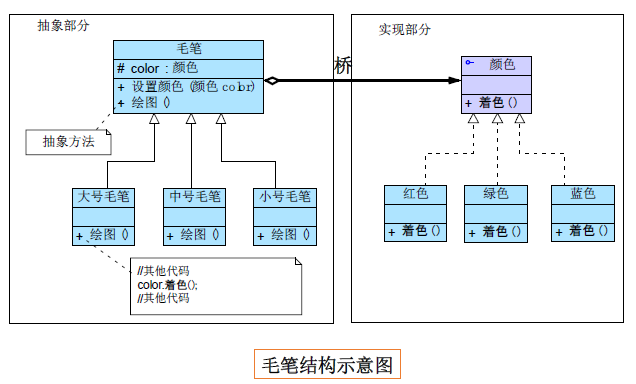 抽象部分
毛笔
# color : 颜色
+ 设置颜色 (颜色 color)
+ 绘图 ()
抽象方法
大号毛笔
+ 绘图 ()
中号毛笔
+ 绘图 ()
小号毛笔
+ 绘图 ()
//其他代码
color.着色();
//其他代码
桥
实现部分
颜色
+ 着色 ()
红色
+ 着色 ()
绿色
+ 着色 ()
蓝色
+ 着色 ()
毛笔结构示意图